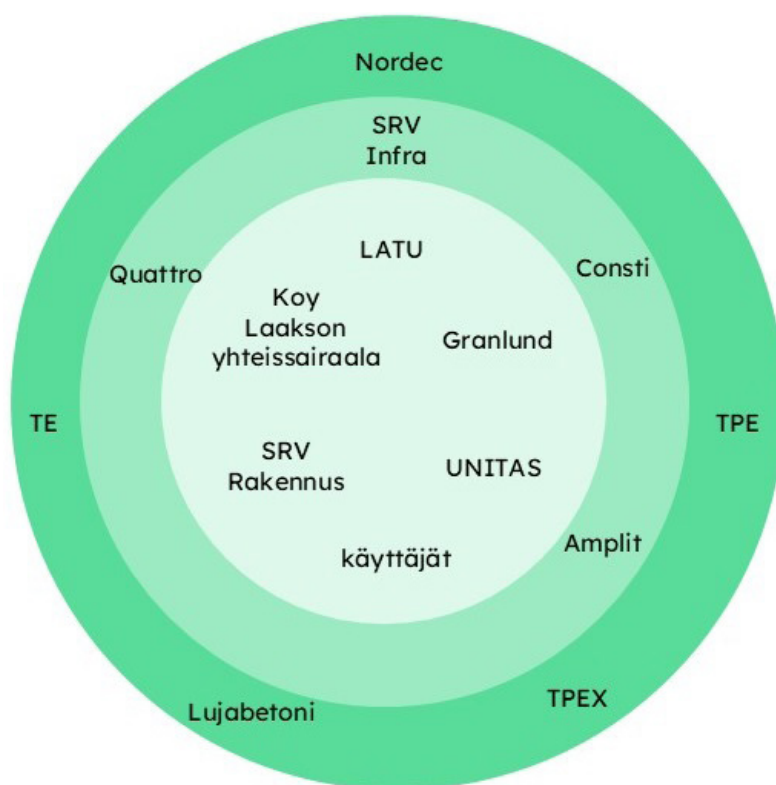 Nordec
SRV
Infra
LATU
Quattro
Consti
Koy
Laakson
yhteissairaala
Granlund
TE
TPE
SRV
Rakennus
UNITAS
Amplit
käyttäjät
Lujabetoni
TPEX